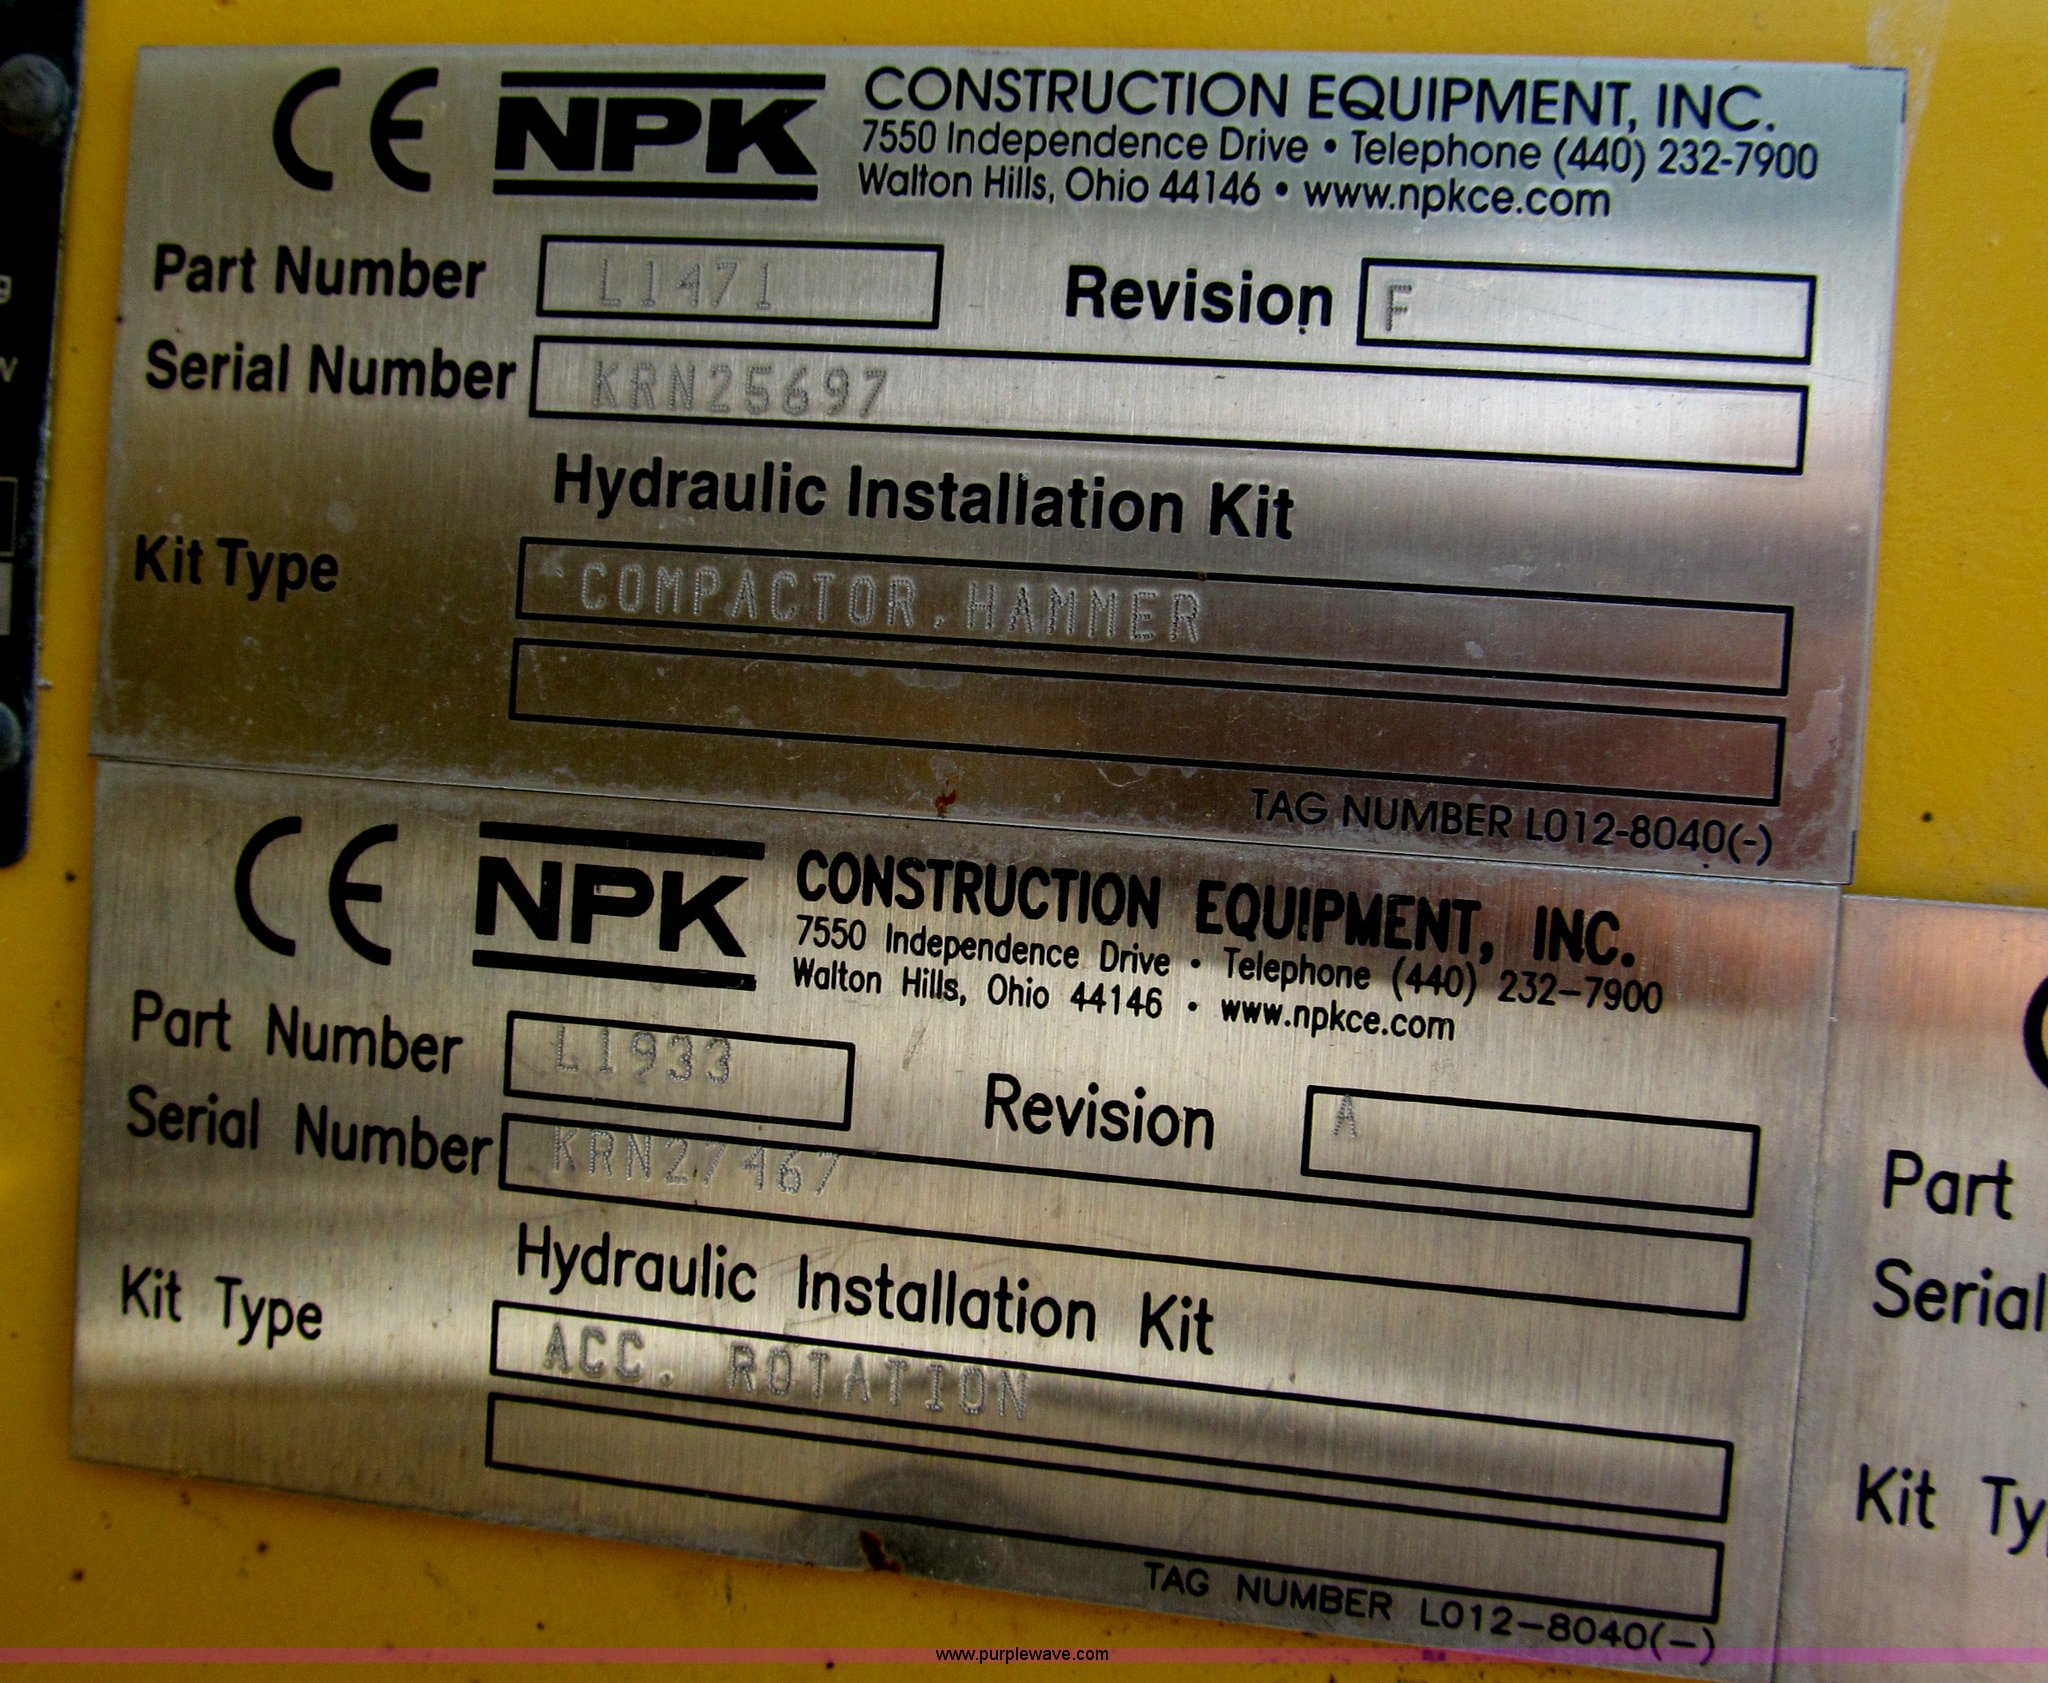 CE NPK CONSTRUCTION EQUIPMENT, INC.
7550 Independence Drive • Telephone (440) 232-7900
Walton Hills, Ohio 44146 • www.npkce.com
Part Number L1471 Revision F
Serial Number KRN25697
Hydraulic Installation Kit
Kit Type COMPACTOR,HAMMER
TAG NUMBER L012-8040(-)
CE NPK CONSTRUCTION EQUIPMENT, INC.
7550 Independence Drive • Telephone (440) 232-7900
Walton Hills, Ohio 44146 • www.npkce.com
Part Number L1933 Revision A
Serial Number KRN27467
Hydraulic Installation Kit
Kit Type ACC. ROTATION
TAG NUMBER L012-8040(-)
Part
Serial
Kit Ty
www.purplewave.com